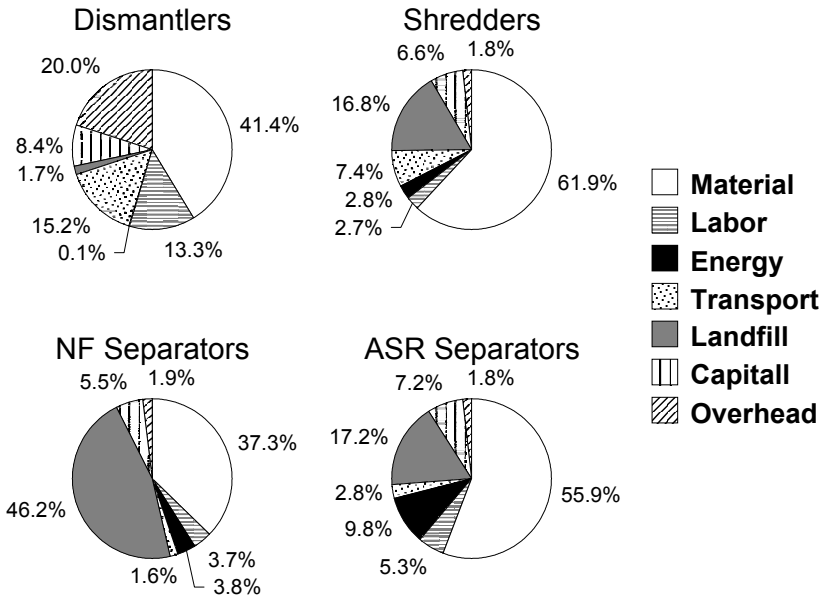 Dismantlers
20.0%
41.4%
8.4%
1.7%
15.2%
0.1%
13.3%
Shredders
6.6%
1.8%
16.8%
7.4%
2.8%
2.7%
61.9%
Material
Labor
Energy
Transport
Landfill
Capitall
Overhead
NF Separators
5.5%
1.9%
37.3%
46.2%
1.6%
3.7%
3.8%
ASR Separators
7.2%
1.8%
17.2%
2.8%
9.8%
5.3%
55.9%